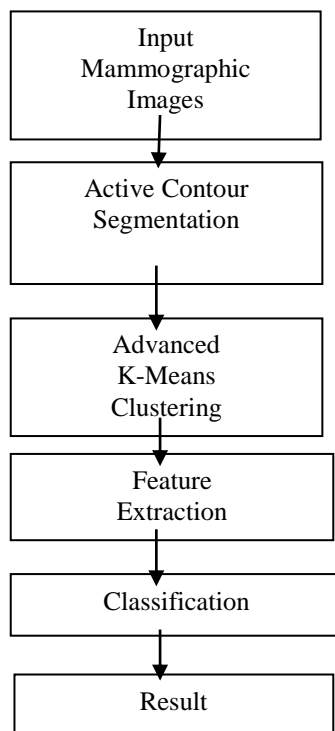 Input
Mammographic
Images
Active Contour
Segmentation
Advanced
K-Means
Clustering
Feature
Extraction
Classification
Result